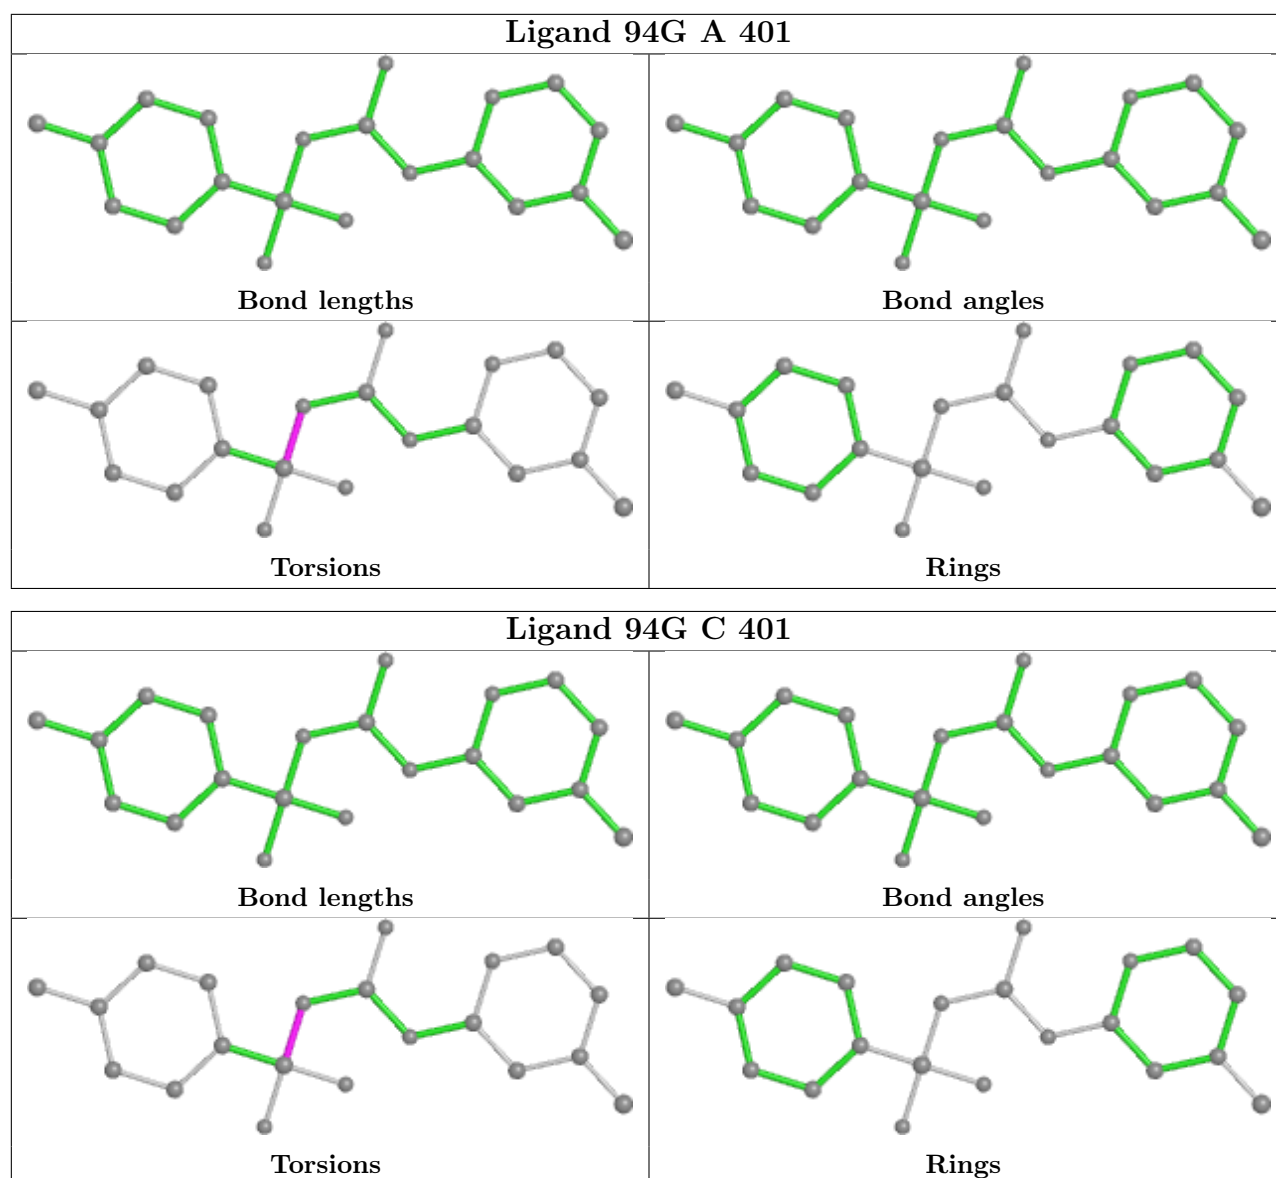 Ligand 94G A 401
Bond lengths
Bond angles
Torsions
Rings
Ligand 94G C 401
Bond lengths
Bond angles
Torsions
Rings